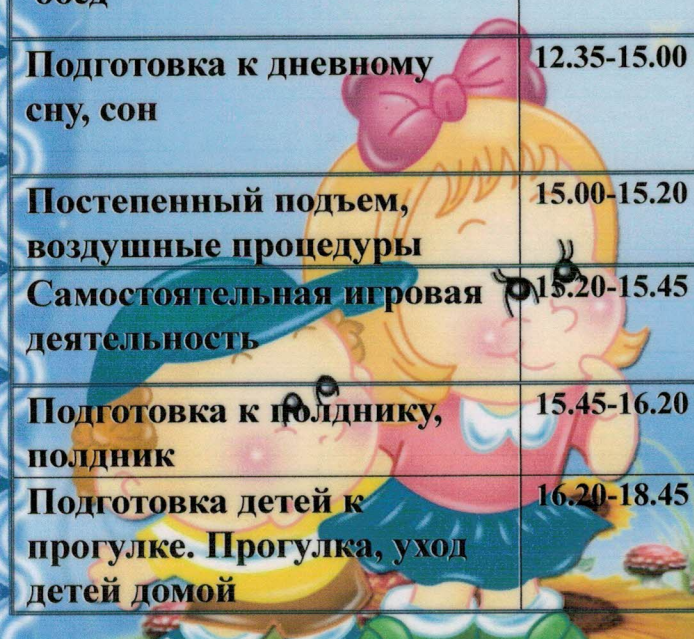 обед
Подготовка к дневному 12.35-15.00
сну, сон
Постепенный подъем, 15.00-15.20
воздушные процедуры
Самостоятельная игровая 15.20-15.45
деятельность
Подготовка к полднику, 15.45-16.20
полдник
Подготовка детей к 16.20-18.45
прогулке. Прогулка, уход
детей домой